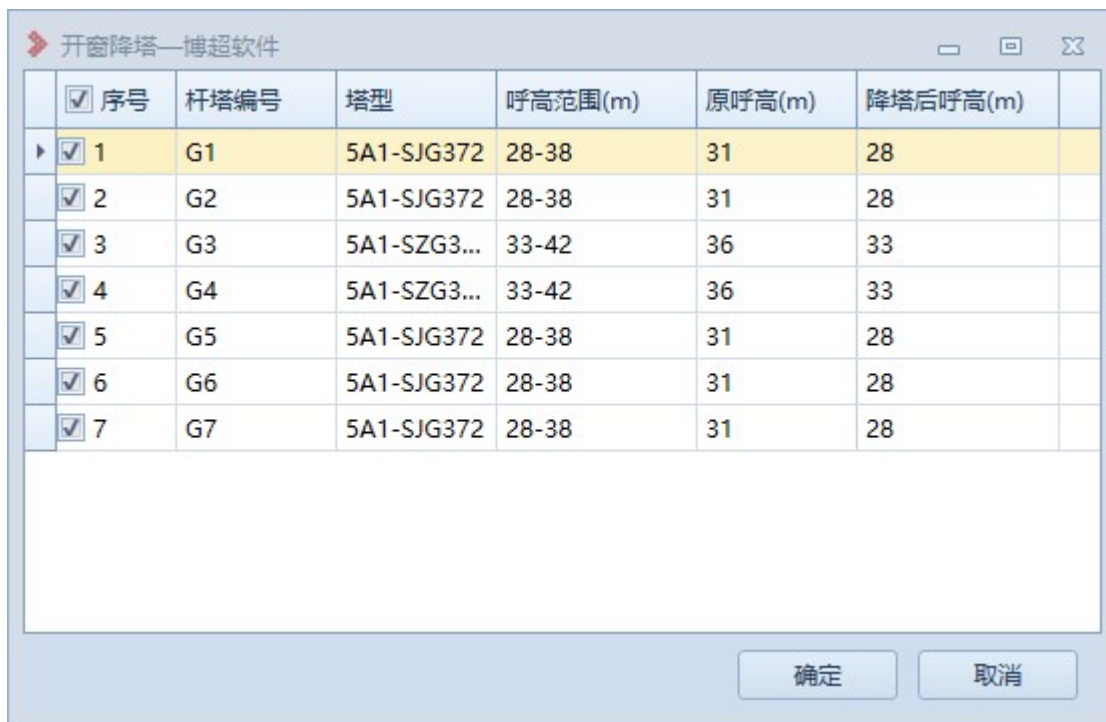 开窗降塔—博超软件
序号 杆塔编号 塔型 呼高范围(m) 原呼高(m) 降塔后呼高(m)
1 G1 5A1-SJG372 28-38 31 28
2 G2 5A1-SJG372 28-38 31 28
3 G3 5A1-SZG3... 33-42 36 33
4 G4 5A1-SZG3... 33-42 36 33
5 G5 5A1-SJG372 28-38 31 28
6 G6 5A1-SJG372 28-38 31 28
7 G7 5A1-SJG372 28-38 31 28
确定 取消